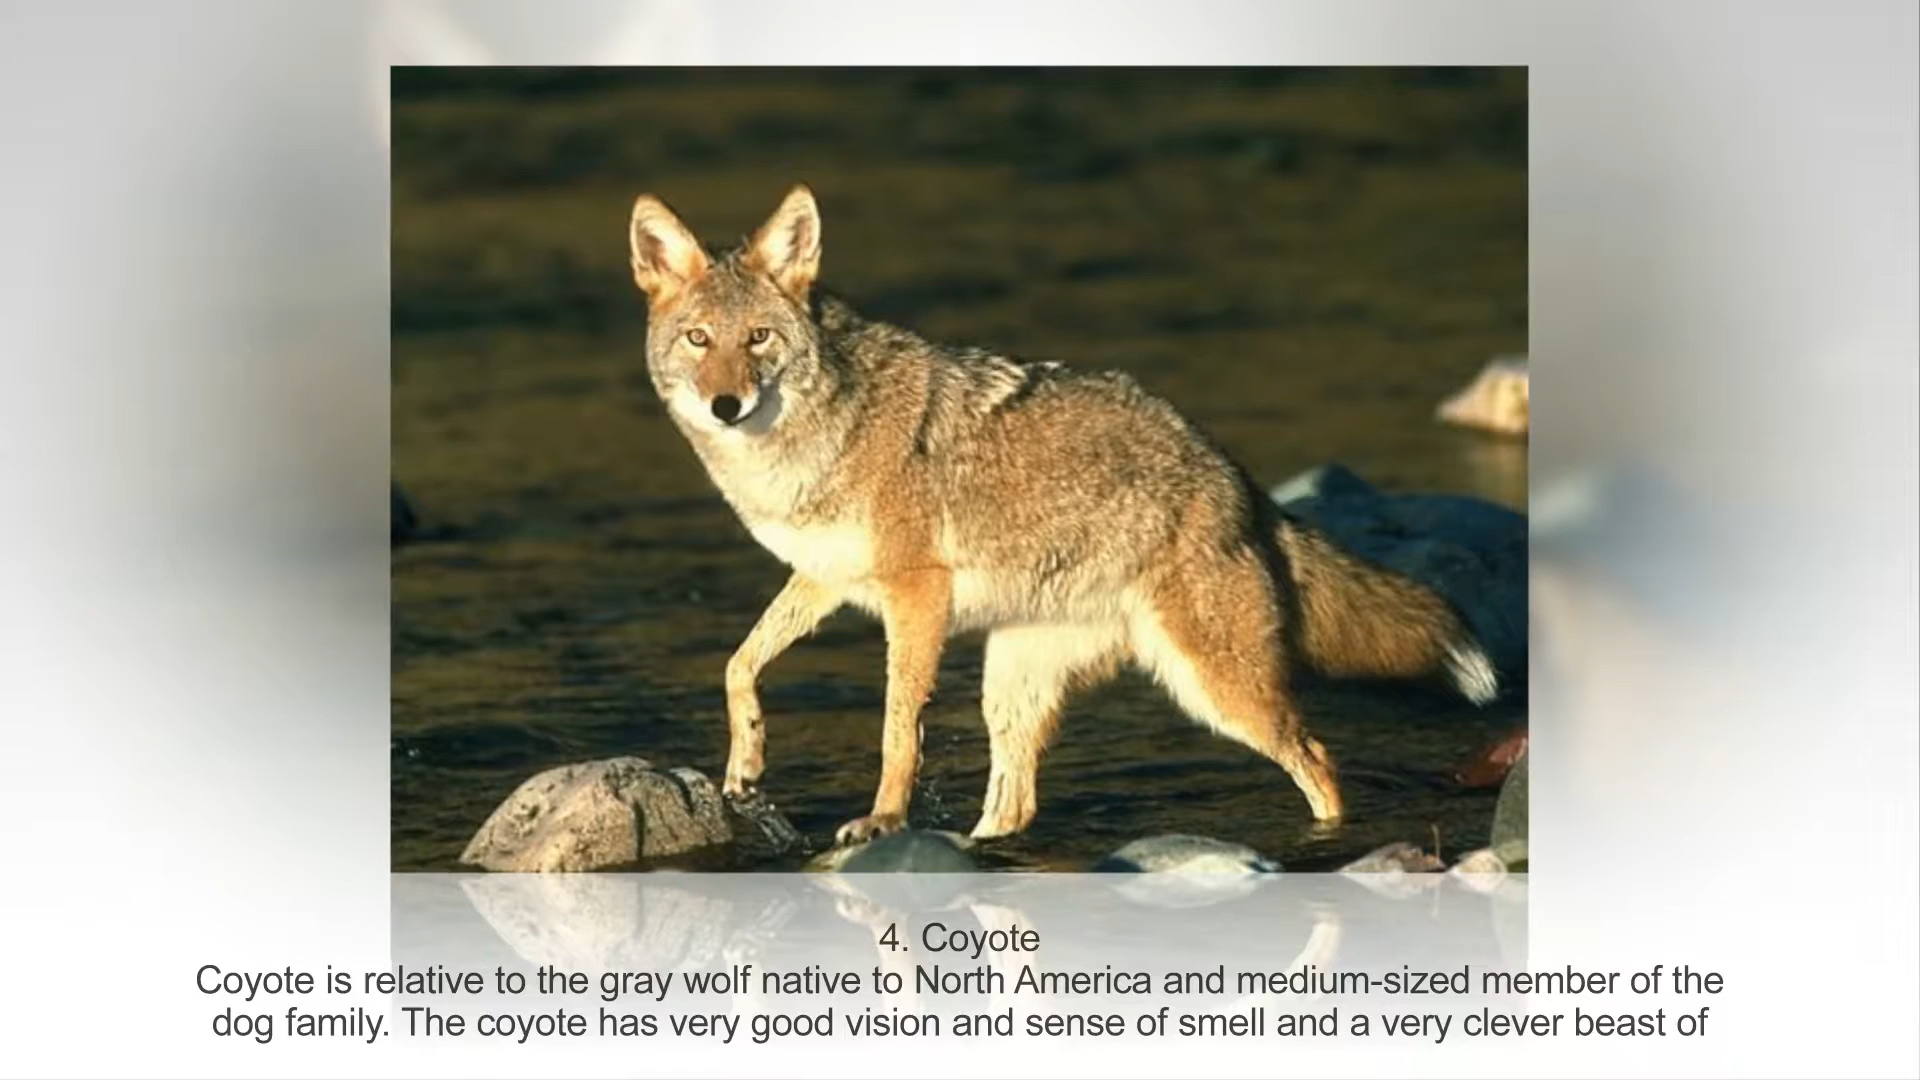 4. Coyote
Coyote is relative to the gray wolf native to North America and medium-sized member of the
dog family. The coyote has very good vision and sense of smell and a very clever beast of